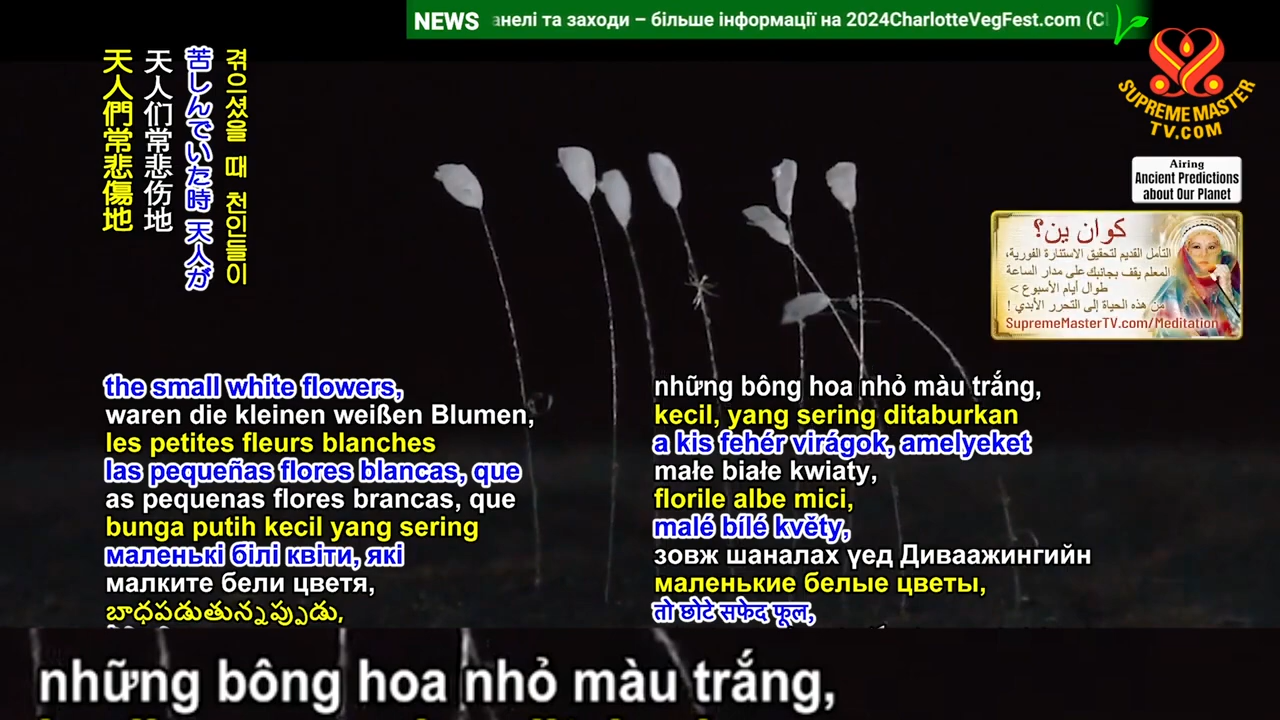 NEWS
анелі та заходи – більше інформації на 2024CharlotteVegFest.com (C
SUPREME MASTER
TV.COM
Airing
Ancient Predictions
about Our Planet
کوان ین؟
التأمل القديم لتحقيق الاستنارة الفورية،
المعلم يقف بجانبك على مدار الساعة
طوال أيام الأسبوع >
من هذه الحياة إلى التحرر الأبدي !
SupremeMasterTV.com/Meditation
겪으셨을 때 천인들이
苦しんでいた時 天人が
天人们常悲伤地
天人們常悲傷地
the small white flowers,
waren die kleinen weißen Blumen,
les petites fleurs blanches
las pequeñas flores blancas, que
as pequenas flores brancas, que
bunga putih kecil yang sering
маленькі білі квіти, які
малките бели цветя,
బాధపడుతున్నప్పుడు,
những bông hoa nhỏ màu trắng,
kecil, yang sering ditaburkan
a kis fehér virágok, amelyeket
małe białe kwiaty,
florile albe mici,
malé bílé květy,
зовж шаналах үед Диваажингийн
маленькие белые цветы,
तो छोटे सफेद फूल,
những bông hoa nhỏ màu trắng,